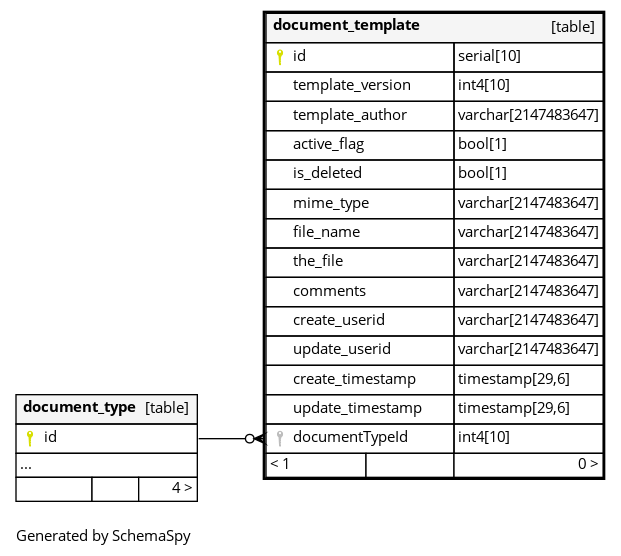 document_template [table]
id serial[10]
template_version int4[10]
template_author varchar[2147483647]
active_flag bool[1]
is_deleted bool[1]
mime_type varchar[2147483647]
file_name varchar[2147483647]
the_file varchar[2147483647]
comments varchar[2147483647]
create_userid varchar[2147483647]
update_userid varchar[2147483647]
create_timestamp timestamp[29,6]
update_timestamp timestamp[29,6]
documentTypeId int4[10]
< 1 0 >
document_type [table]
id
...
4 >
Generated by SchemaSpy